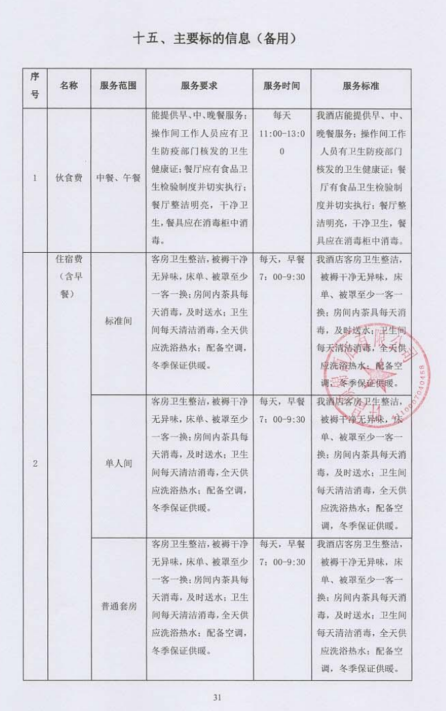 十五、主要标的信息（备用）
序号 名称 服务范围 服务要求 服务时间 服务标准
1 伙食费 中餐、午餐
能提供早、中、晚餐服务；
操作间工作人员应有卫
生防疫部门核发的卫生
健康证；餐厅应有食品卫
生检验制度并切实执行；
餐厅整洁明亮，干净卫
生，餐具应在消毒柜中消
毒。
每天
11:00-13:0
0
我酒店能提供早、中、
晚餐服务；操作间工作
人员有卫生防疫部门
核发的卫生健康证；餐
厅有食品卫生检验制
度并切实执行；餐厅整
洁明亮，干净卫生，餐
具应在消毒柜中消毒。
2
住宿费
（含早
餐）
标准间
客房卫生整洁，被褥干净
无异味，床单、被罩至少
一客一换；房间内茶具每
天消毒，及时送水；卫生
间每天清洁消毒，全天供
应洗浴热水；配备空调，
冬季保证供暖。
每天，早餐
7：00-9:30
我酒店客房卫生整洁，
被褥干净无异味，床
单、被罩至少一客一
换；房间内茶具每天消
毒，及时送水；卫生间
每天清洁消毒，全天供
应洗浴热水；配备空
调，冬季保证供暖。
单人间
客房卫生整洁，被褥干净
无异味，床单、被罩至少
一客一换；房间内茶具每
天消毒，及时送水；卫生
间每天清洁消毒，全天供
应洗浴热水；配备空调，
冬季保证供暖。
每天，早餐
7：00-9:30
我酒店客房卫生整洁，
被褥干净无异味，床
单、被罩至少一客一
换；房间内茶具每天消
毒，及时送水；卫生间
每天清洁消毒，全天供
应洗浴热水；配备空
调，冬季保证供暖。
普通套房
客房卫生整洁，被褥干净
无异味，床单、被罩至少
一客一换；房间内茶具每
天消毒，及时送水；卫生
间每天清洁消毒，全天供
应洗浴热水；配备空调，
冬季保证供暖。
每天，早餐
7：00-9:30
我酒店客房卫生整洁，
被褥干净无异味，床
单、被罩至少一客一
换；房间内茶具每天消
毒，及时送水；卫生间
每天清洁消毒，全天供
应洗浴热水；配备空
调，冬季保证供暖。
有限公司
31